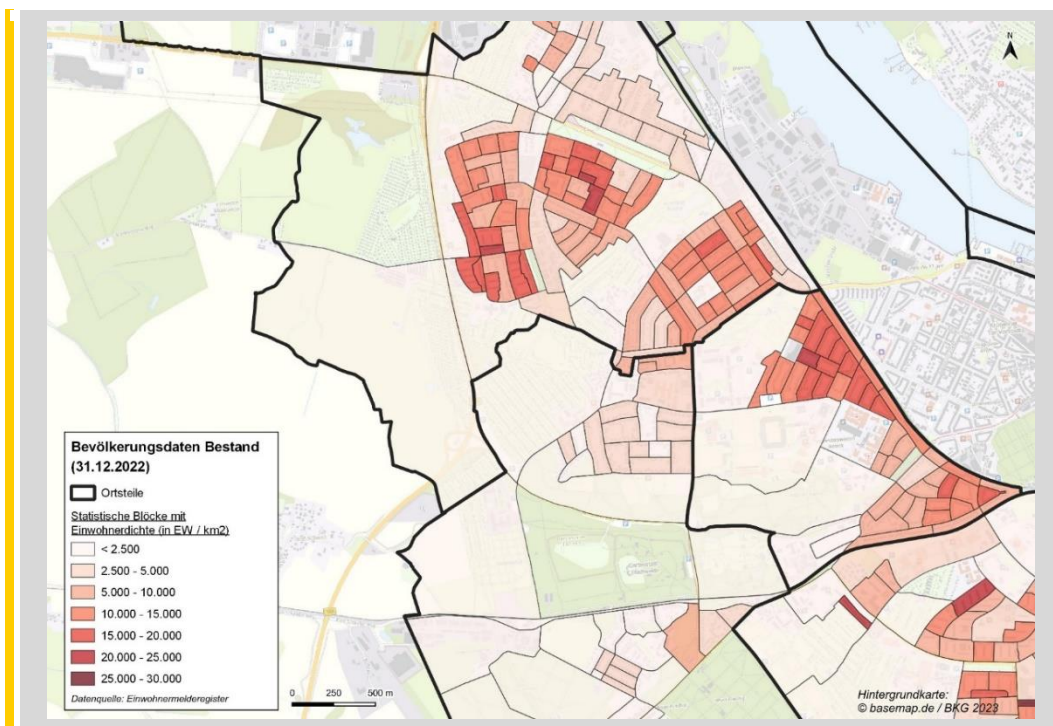 N
Bevölkerungsdaten Bestand
(31.12.2022)
Ortsteile
Statistische Blöcke mit
Einwohnerdichte (in EW / km2)
< 2.500
2.500 - 5.000
5.000 - 10.000
10.000 - 15.000
15.000 - 20.000
20.000 - 25.000
25.000 - 30.000
Datenquelle: Einwohnermelderegister
0 250 500 m
Hintergrundkarte:
© basemap.de / BKG 2023